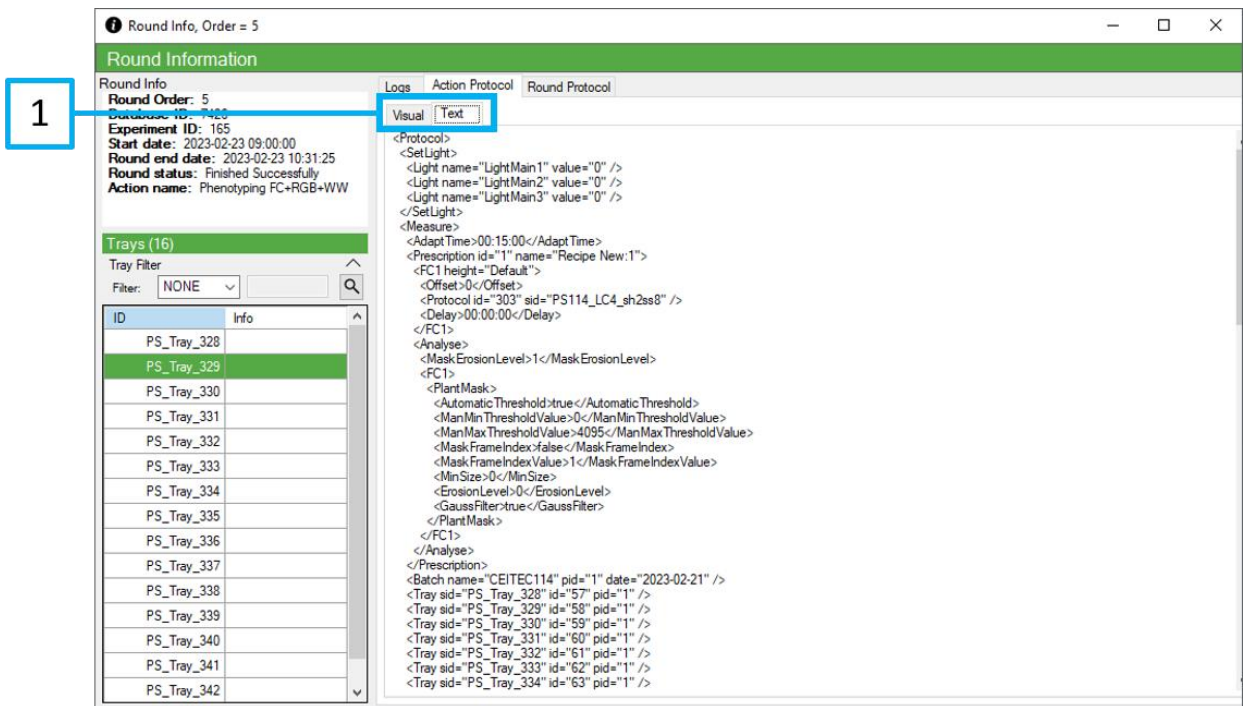 Round Info, Order = 5
Round Information
1
Round Info
Round Order: 5
Experiment ID: 165
Start date: 2023-02-23 09:00:00
Round end date: 2023-02-23 10:31:25
Round status: Finished Successfully
Action name: Phenotyping FC+RGB+WW
Trays (16)
Tray Filter
Filter: NONE
ID Info
PS_Tray_328
PS_Tray_329
PS_Tray_330
PS_Tray_331
PS_Tray_332
PS_Tray_333
PS_Tray_334
PS_Tray_335
PS_Tray_336
PS_Tray_337
PS_Tray_338
PS_Tray_339
PS_Tray_340
PS_Tray_341
PS_Tray_342
Logs Action Protocol Round Protocol
Visual Text
<Protocol>
<SetLight>
<Light name="LightMain1" value="0" />
<Light name="LightMain2" value="0" />
<Light name="LightMain3" value="0" />
</SetLight>
<Measure>
<AdaptTime>00:15:00</AdaptTime>
<Prescription id="1" name="Recipe New:1">
<FC1 height="Default">
<Offset>0</Offset>
<Protocol id="303" sid="PS114_LC4_sh2ss8" />
<Delay>00:00:00</Delay>
</FC1>
<Analyse>
<MaskErosionLevel>1</MaskErosionLevel>
<FC1>
<PlantMask>
<AutomaticThreshold>true</AutomaticThreshold>
<ManMinThresholdValue>0</ManMinThresholdValue>
<ManMaxThresholdValue>4095</ManMaxThresholdValue>
<MaskFrameIndex>false</MaskFrameIndex>
<MaskFrameIndexValue>1</MaskFrameIndexValue>
<MinSize>0</MinSize>
<ErosionLevel>0</ErosionLevel>
<GaussFilter>true</GaussFilter>
</PlantMask>
</FC1>
</Analyse>
</Prescription>
<Batch name="CEITEC114" pid="1" date="2023-02-21" />
<Tray sid="PS_Tray_328" id="57" pid="1" />
<Tray sid="PS_Tray_329" id="58" pid="1" />
<Tray sid="PS_Tray_330" id="59" pid="1" />
<Tray sid="PS_Tray_331" id="60" pid="1" />
<Tray sid="PS_Tray_332" id="61" pid="1" />
<Tray sid="PS_Tray_333" id="62" pid="1" />
<Tray sid="PS_Tray_334" id="63" pid="1" />